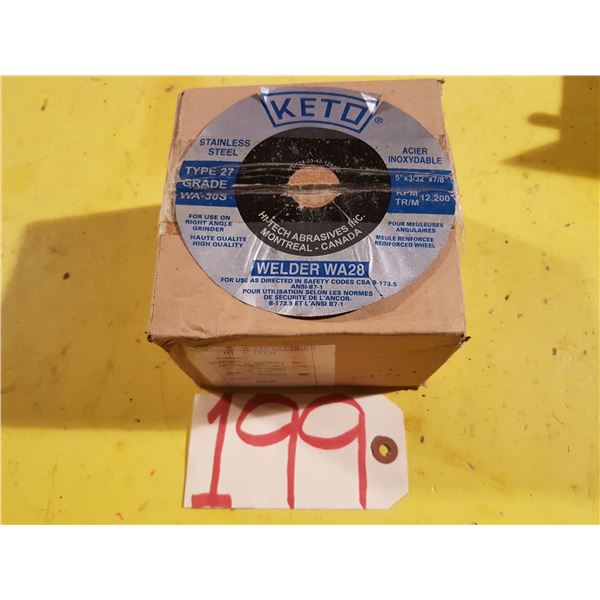 KETO
®
STAINLESS
STEEL
TYPE 27
GRADE
WA-30S
FOR USE ON
RIGHT ANGLE
GRINDER
HAUTE QUALITE
HIGH QUALITY
ACIER
INOXYDABLE
5"x3/32"x7/8"
RPM
TR/M 12,200
POUR MEULEUSES
ANGULAIRES
MEULE RENFORCEE
REINFORCED WHEEL
HI-TECH ABRASIVES INC.
MONTREAL - CANADA
WELDER WA28
FOR USE AS DIRECTED IN SAFETY CODES CSA B-173.5
ANSI-B7-1
POUR UTILISATION SELON LES NORMES
DE SECURITE DE L'ANCOR.
B-173.5 ET L'ANSI B7-1
199